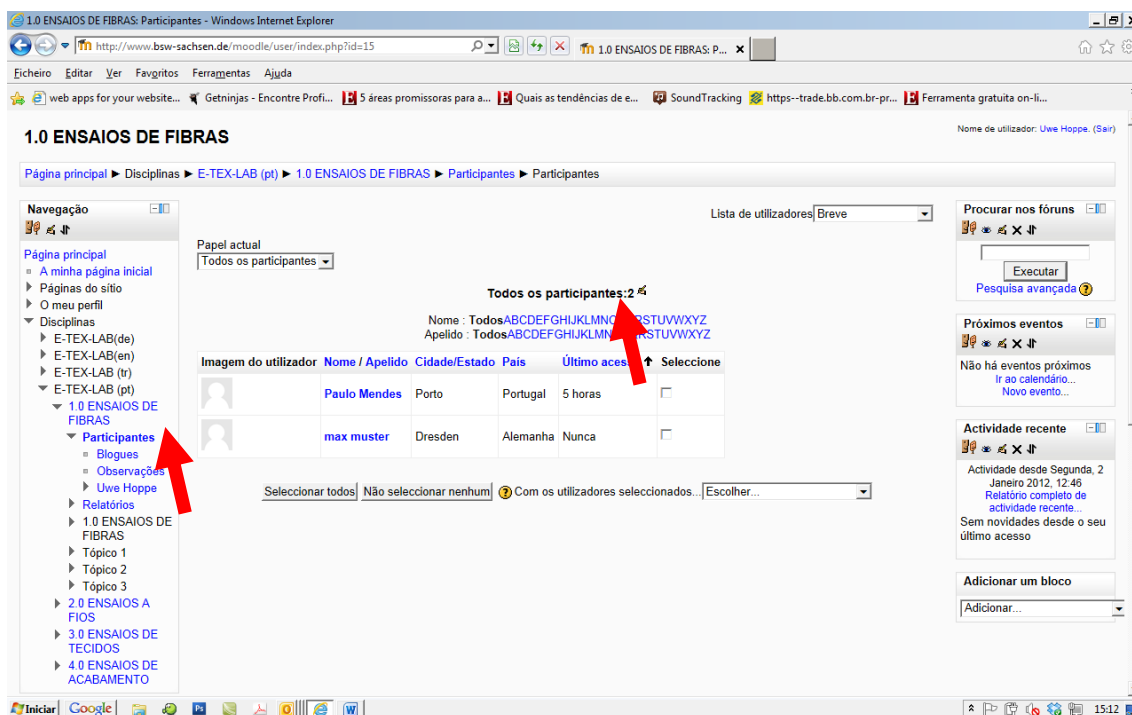 1.0 ENSAIOS DE FIBRAS: Participantes - Windows Internet Explorer
http://www.bsw-sachsen.de/moodle/user/index.php?id=15
1.0 ENSAIOS DE FIBRAS: P...
Ficheiro Editar Ver Favoritos Ferramentas Ajuda
web apps for your website... Getninjas - Encontre Profi... 5 áreas promissoras para a... Quais as tendências de e... SoundTracking https--trade.bb.com.br-pr... Ferramenta gratuita on-li...
1.0 ENSAIOS DE FIBRAS
Nome de utilizador: Uwe Hoppe. (Sair)
Página principal ► Disciplinas ► E-TEX-LAB (pt) ► 1.0 ENSAIOS DE FIBRAS ► Participantes ► Participantes
Navegação
Página principal
A minha página inicial
Páginas do sítio
O meu perfil
Disciplinas
E-TEX-LAB(de)
E-TEX-LAB(en)
E-TEX-LAB (tr)
E-TEX-LAB (pt)
1.0 ENSAIOS DE
FIBRAS
Participantes
Blogues
Observações
Uwe Hoppe
Relatórios
1.0 ENSAIOS DE
FIBRAS
Tópico 1
Tópico 2
Tópico 3
2.0 ENSAIOS A
FIOS
3.0 ENSAIOS DE
TECIDOS
4.0 ENSAIOS DE
ACABAMENTO
Lista de utilizadores Breve
Papel actual
Todos os participantes
Todos os participantes:2
Nome : Todos ABCDEFGHIJKLMN RSTUVWXYZ
Apelido : Todos ABCDEFGHIJKLMN STUVWXYZ
Imagem do utilizador Nome / Apelido Cidade/Estado País Último Seleccione
Paulo Mendes Porto Portugal 5 horas
max muster Dresden Alemanha Nunca
Seleccionar todos Não seleccionar nenhum Com os utilizadores seleccionados... Escolher...
Procurar nos fóruns
Executar
Pesquisa avançada
Próximos eventos
Não há eventos próximos
Ir ao calendário...
Novo evento...
Actividade recente
Actividade desde Segunda, 2
Janeiro 2012, 12:46
Relatório completo de
actividade recente...
Sem novidades desde o seu
último acesso
Adicionar um bloco
Adicionar...
Iniciar Google 15:12